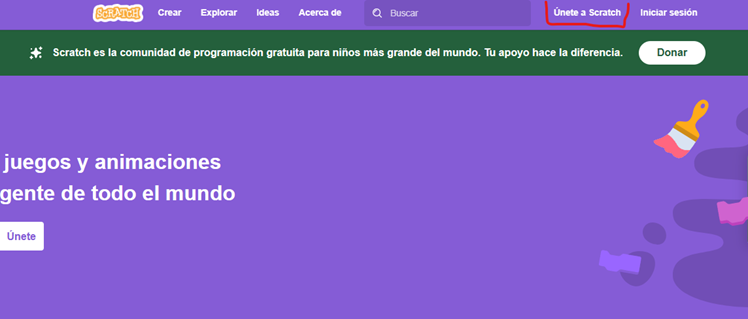 SCRATCH Crear Explorar Ideas Acerca de Buscar Únete a Scratch Iniciar sesión
Scratch es la comunidad de programación gratuita para niños más grande del mundo. Tu apoyo hace la diferencia. Donar
juegos y animaciones
gente de todo el mundo
Únete